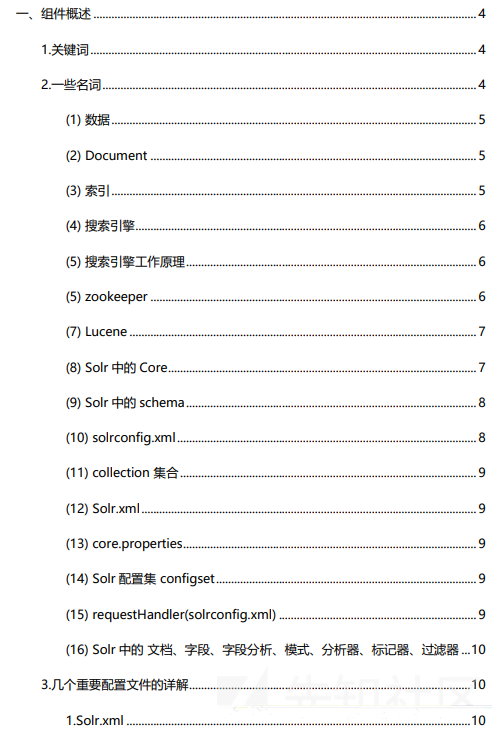 一、组件概述 ........ 4
1.关键词 ........ 4
2.一些名词 ........ 4
(1) 数据 ........ 5
(2) Document ........ 5
(3) 索引 ........ 5
(4) 搜索引擎 ........ 6
(5) 搜索引擎工作原理 ........ 6
(5) zookeeper ........ 6
(7) Lucene ........ 7
(8) Solr 中的 Core ........ 7
(9) Solr 中的 schema ........ 8
(10) solrconfig.xml ........ 8
(11) collection 集合 ........ 9
(12) Solr.xml ........ 9
(13) core.properties ........ 9
(14) Solr 配置集 configset ........ 9
(15) requestHandler(solrconfig.xml) ........ 9
(16) Solr 中的 文档、字段、字段分析、模式、分析器、标记器、过滤器 ... 10
3.几个重要配置文件的详解 ........ 10
1.Solr.xml ........ 10